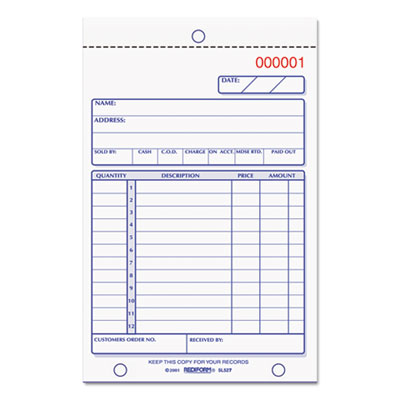 000001
DATE:
NAME:
ADDRESS:
SOLD BY: CASH C.O.D. CHARGE ON ACCT. MDSE RTD. PAID OUT
QUANTITY DESCRIPTION PRICE AMOUNT
1
2
3
4
5
6
7
8
9
10
11
12
CUSTOMERS ORDER NO. RECEIVED BY:
KEEP THIS COPY FOR YOUR RECORDS
REDIFORM® 5L527